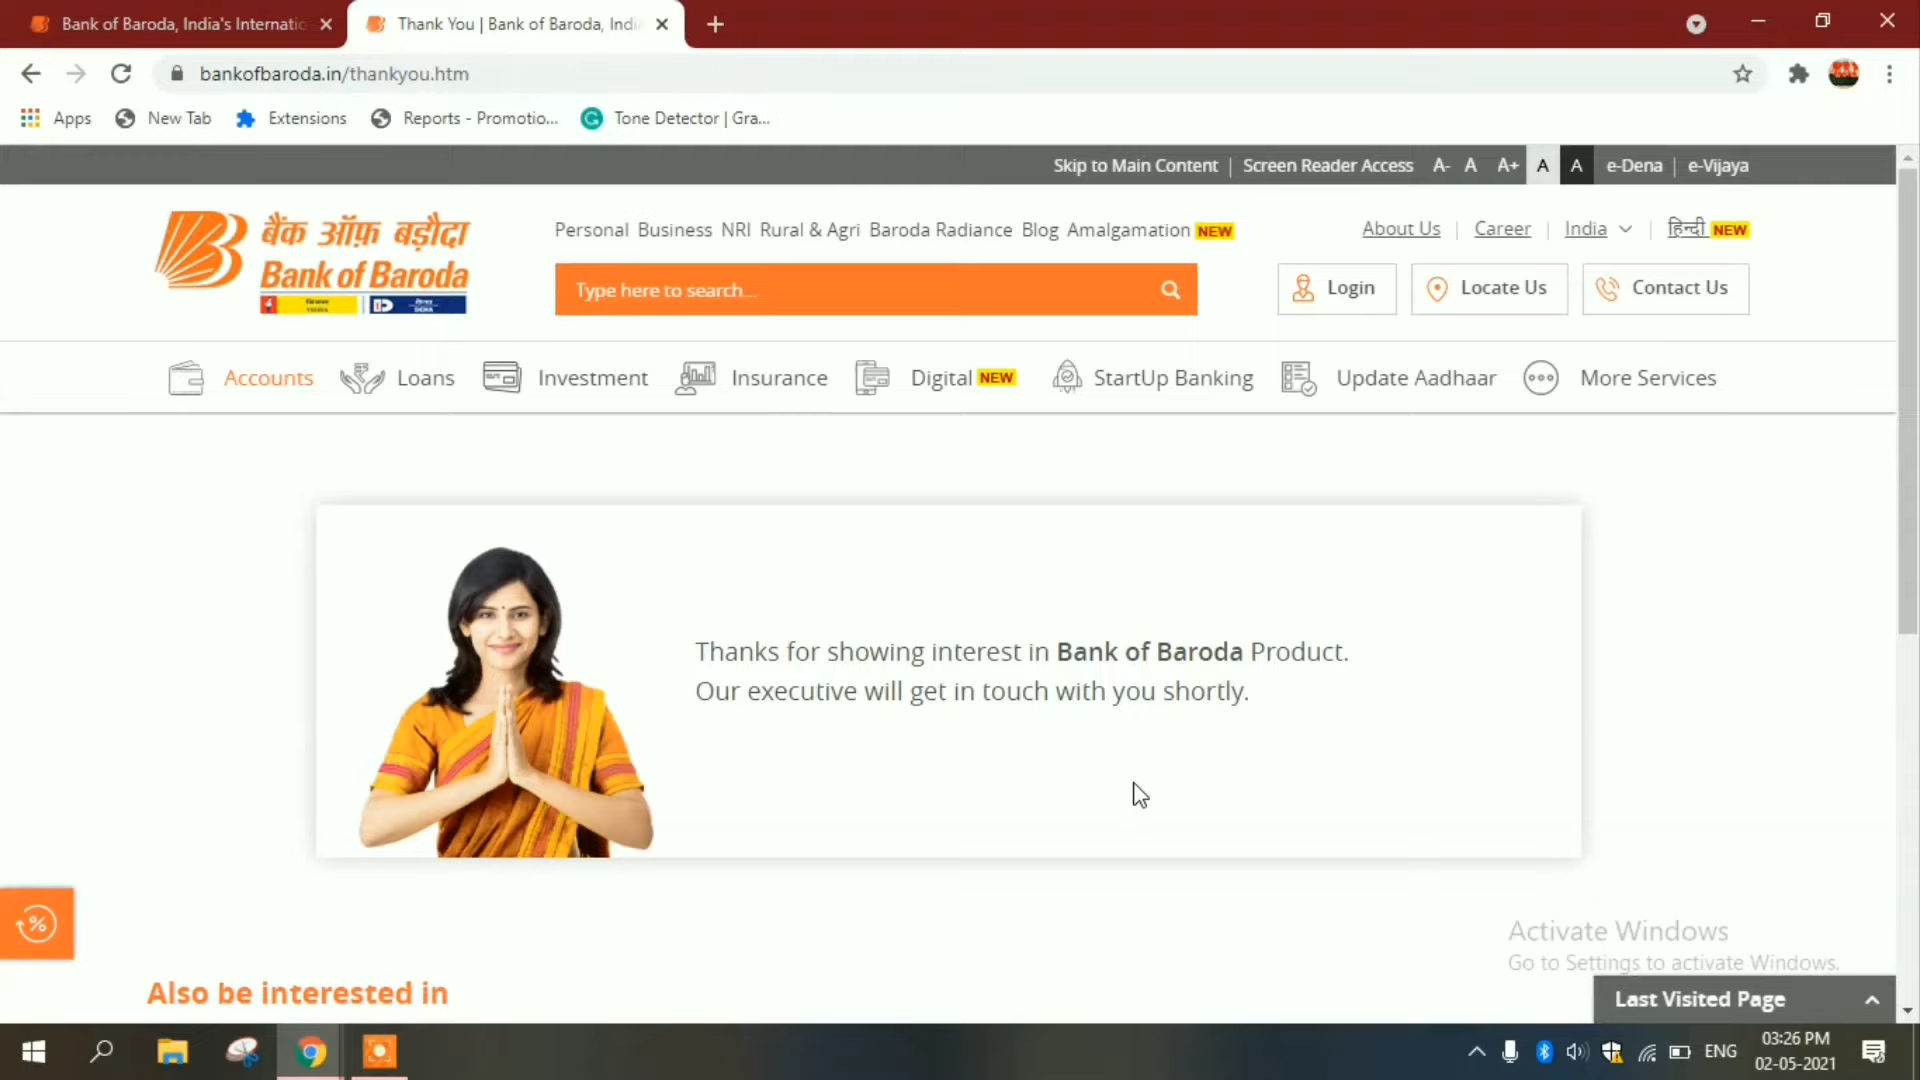 Bank of Baroda, India's Internatio
Thank You | Bank of Baroda, Indi
bankofbaroda.in/thankyou.htm
Apps
New Tab
Extensions
Reports - Promotio...
Tone Detector | Gra...
Skip to Main Content | Screen Reader Access A- A A+ A A e-Dena | e-Vijaya
बैंक ऑफ़ बड़ौदा
Bank of Baroda
Personal Business NRI Rural & Agri Baroda Radiance Blog Amalgamation NEW
About Us | Career | India | हिन्दी NEW
Type here to search...
Login
Locate Us
Contact Us
Accounts
Loans
Investment
Insurance
Digital NEW
StartUp Banking
Update Aadhaar
More Services
Thanks for showing interest in Bank of Baroda Product.
Our executive will get in touch with you shortly.
%
Activate Windows
Go to Settings to activate Windows.
Also be interested in
Last Visited Page
ENG
03:26 PM
02-05-2021